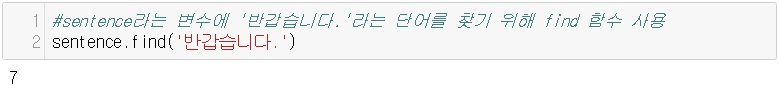 1 #sentence라는 변수에 '반갑습니다.'라는 단어를 찾기 위해 find 함수 사용
2 sentence.find('반갑습니다.')
7